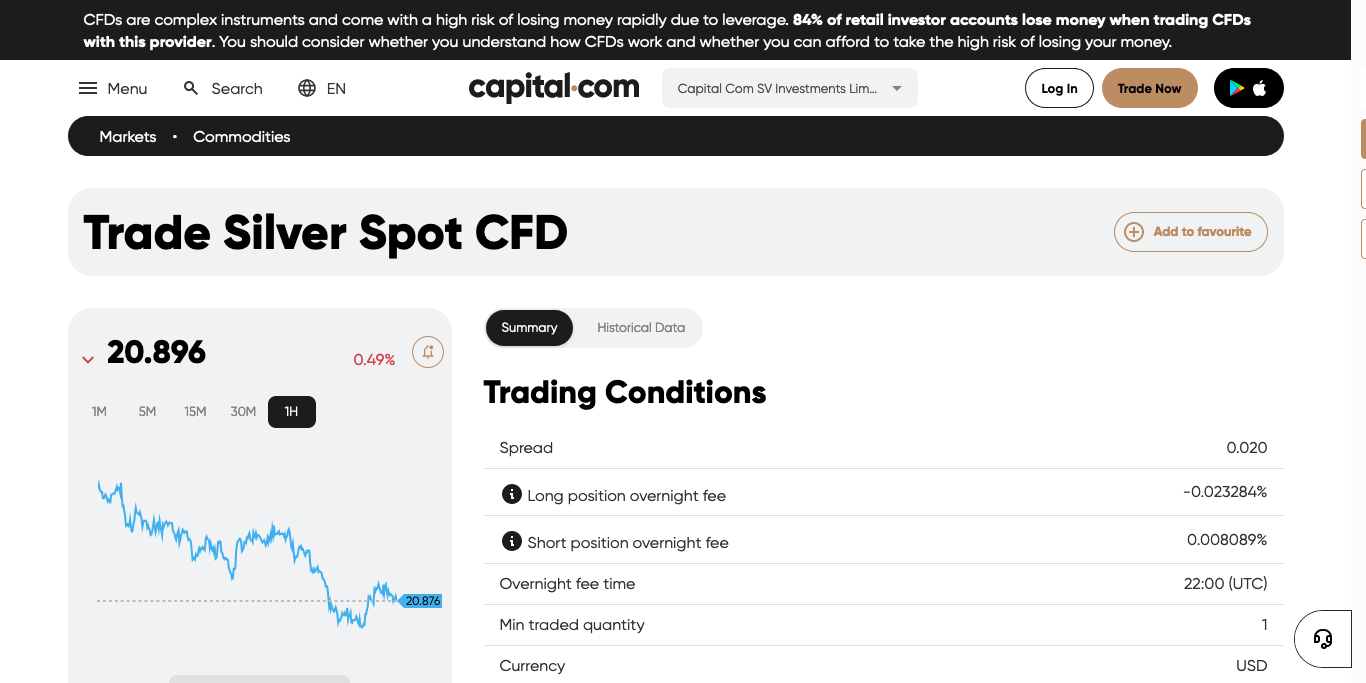 CFDs are complex instruments and come with a high risk of losing money rapidly due to leverage. 84% of retail investor accounts lose money when trading CFDs
with this provider. You should consider whether you understand how CFDs work and whether you can afford to take the high risk of losing your money.
Menu Search EN capital.com Capital Com SV Investments Lim... Log In Trade Now
Markets • Commodities
Trade Silver Spot CFD Add to favourite
20.896 0.49%
1M 5M 15M 30M 1H
20.876
Summary Historical Data
Trading Conditions
Spread 0.020
Long position overnight fee -0.023284%
Short position overnight fee 0.008089%
Overnight fee time 22:00 (UTC)
Min traded quantity 1
Currency USD